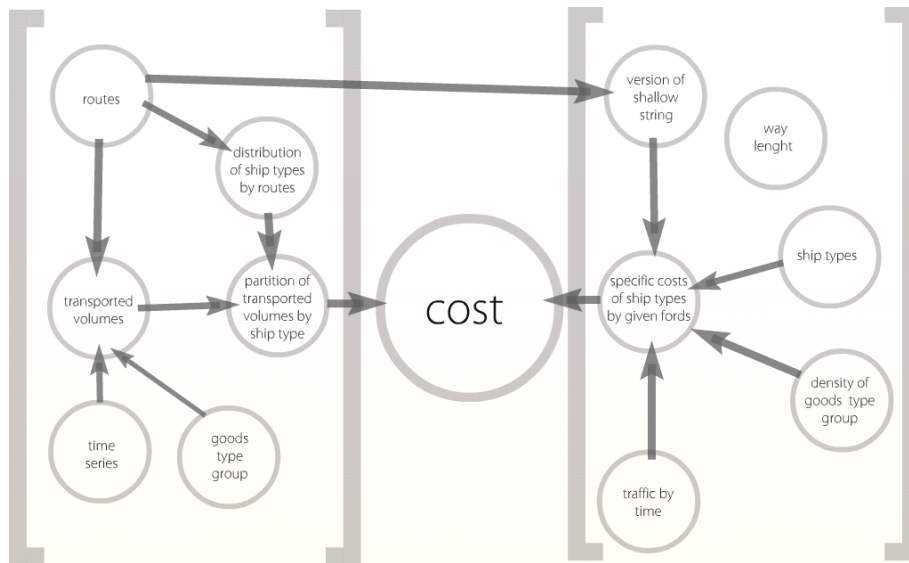 routes
distribution
of ship types
by routes
transported
volumes
partition of
transported
volumes by
ship type
time
series
goods
type
group
cost
version of
shallow
string
way
lenght
ship types
specific costs
of ship types
by given fords
density of
goods type
group
traffic by
time